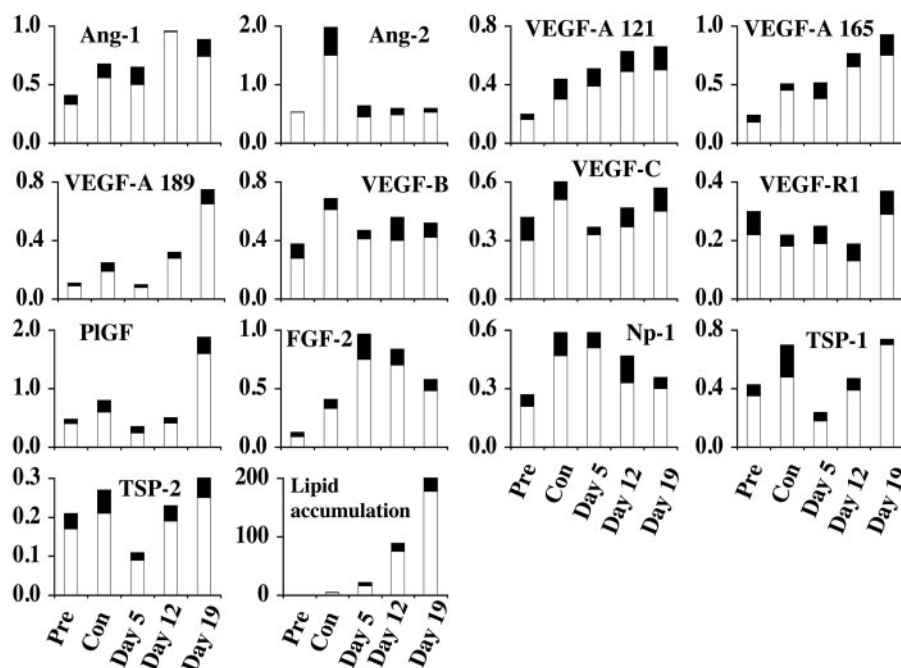 Ang-1
1.0
0.5
0.0
Ang-2
2.0
1.0
0.0
VEGF-A 121
0.8
0.4
0.0
VEGF-A 165
1.0
0.5
0.0
VEGF-A 189
0.8
0.4
0.0
VEGF-B
0.8
0.4
0.0
VEGF-C
0.6
0.3
0.0
VEGF-R1
0.4
0.2
0.0
PlGF
2.0
1.0
0.0
FGF-2
1.0
0.5
0.0
Np-1
0.6
0.3
0.0
Pre
Con
Day 5
Day 12
Day 19
TSP-1
0.8
0.4
0.0
Pre
Con
Day 5
Day 12
Day 19
TSP-2
0.3
0.2
0.1
0.0
Pre
Con
Day 5
Day 12
Day 19
Lipid
accumulation
200
100
0
Pre
Con
Day 5
Day 12
Day 19